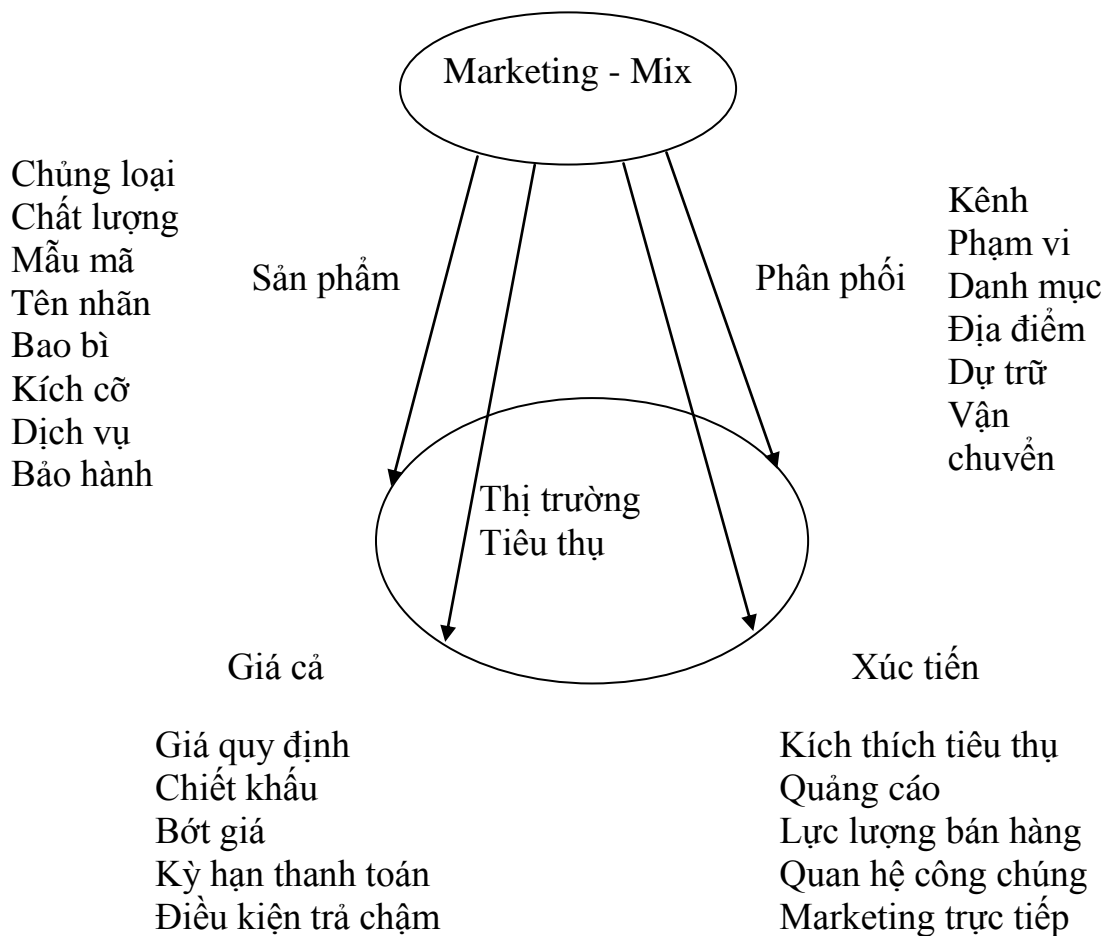 Marketing - Mix
Chủng loại
Chất lượng
Mẫu mã
Tên nhãn
Bao bì
Kích cỡ
Dịch vụ
Bảo hành
Sản phẩm
Phân phối
Kênh
Phạm vi
Danh mục
Địa điểm
Dự trữ
Vận
chuyển
Thị trường
Tiêu thụ
Giá cả
Giá quy định
Chiết khấu
Bớt giá
Kỳ hạn thanh toán
Điều kiện trả chậm
Xúc tiến
Kích thích tiêu thụ
Quảng cáo
Lực lượng bán hàng
Quan hệ công chúng
Marketing trực tiếp